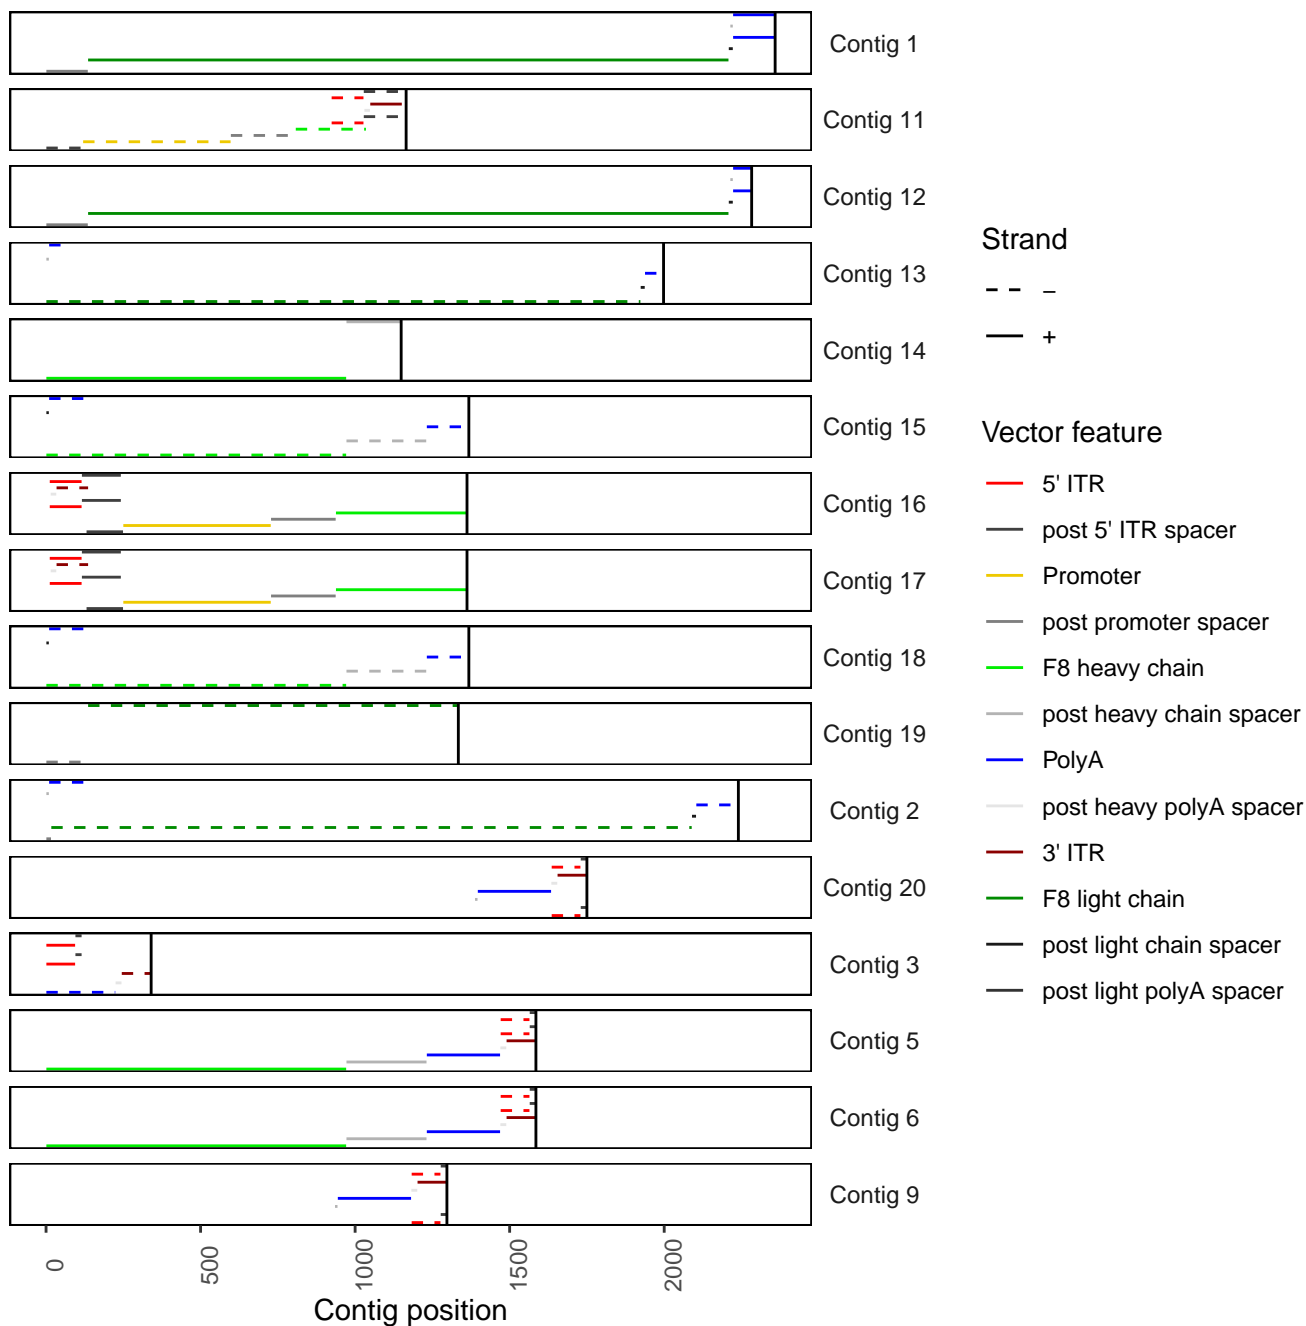 Contig 1
Contig 11
Contig 12
Contig 13
Contig 14
Contig 15
Contig 16
Contig 17
Contig 18
Contig 19
Contig 2
Contig 20
Contig 3
Contig 5
Contig 6
Contig 9
0
500
1000
1500
2000
Contig position
Strand
−
+
Vector feature
5' ITR
post 5' ITR spacer
Promoter
post promoter spacer
F8 heavy chain
post heavy chain spacer
PolyA
post heavy polyA spacer
3' ITR
F8 light chain
post light chain spacer
post light polyA spacer